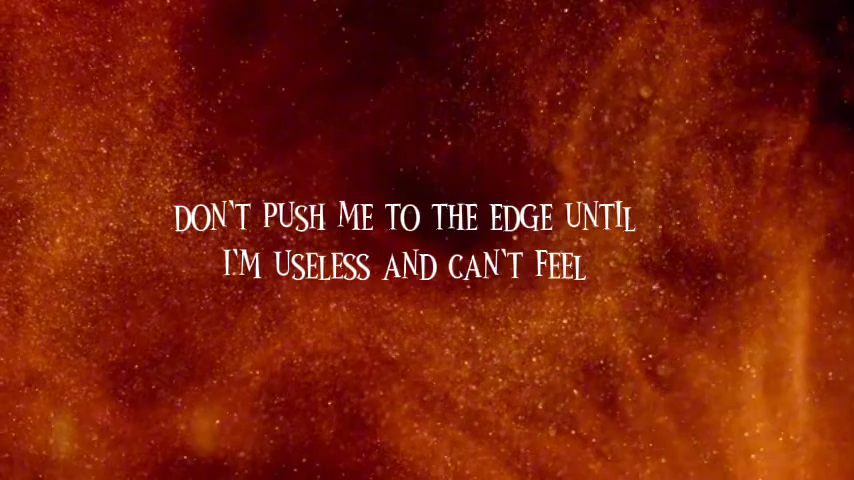 DON'T PUSH ME TO THE EDGE UNTIL
I'M USELESS AND CAN'T FEEL